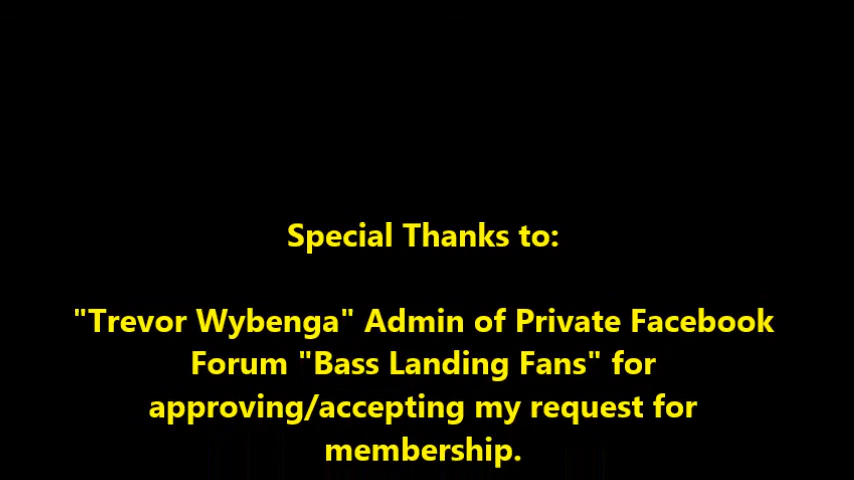 Special Thanks to:
"Trevor Wybenga" Admin of Private Facebook
Forum "Bass Landing Fans" for
approving/accepting my request for
membership.